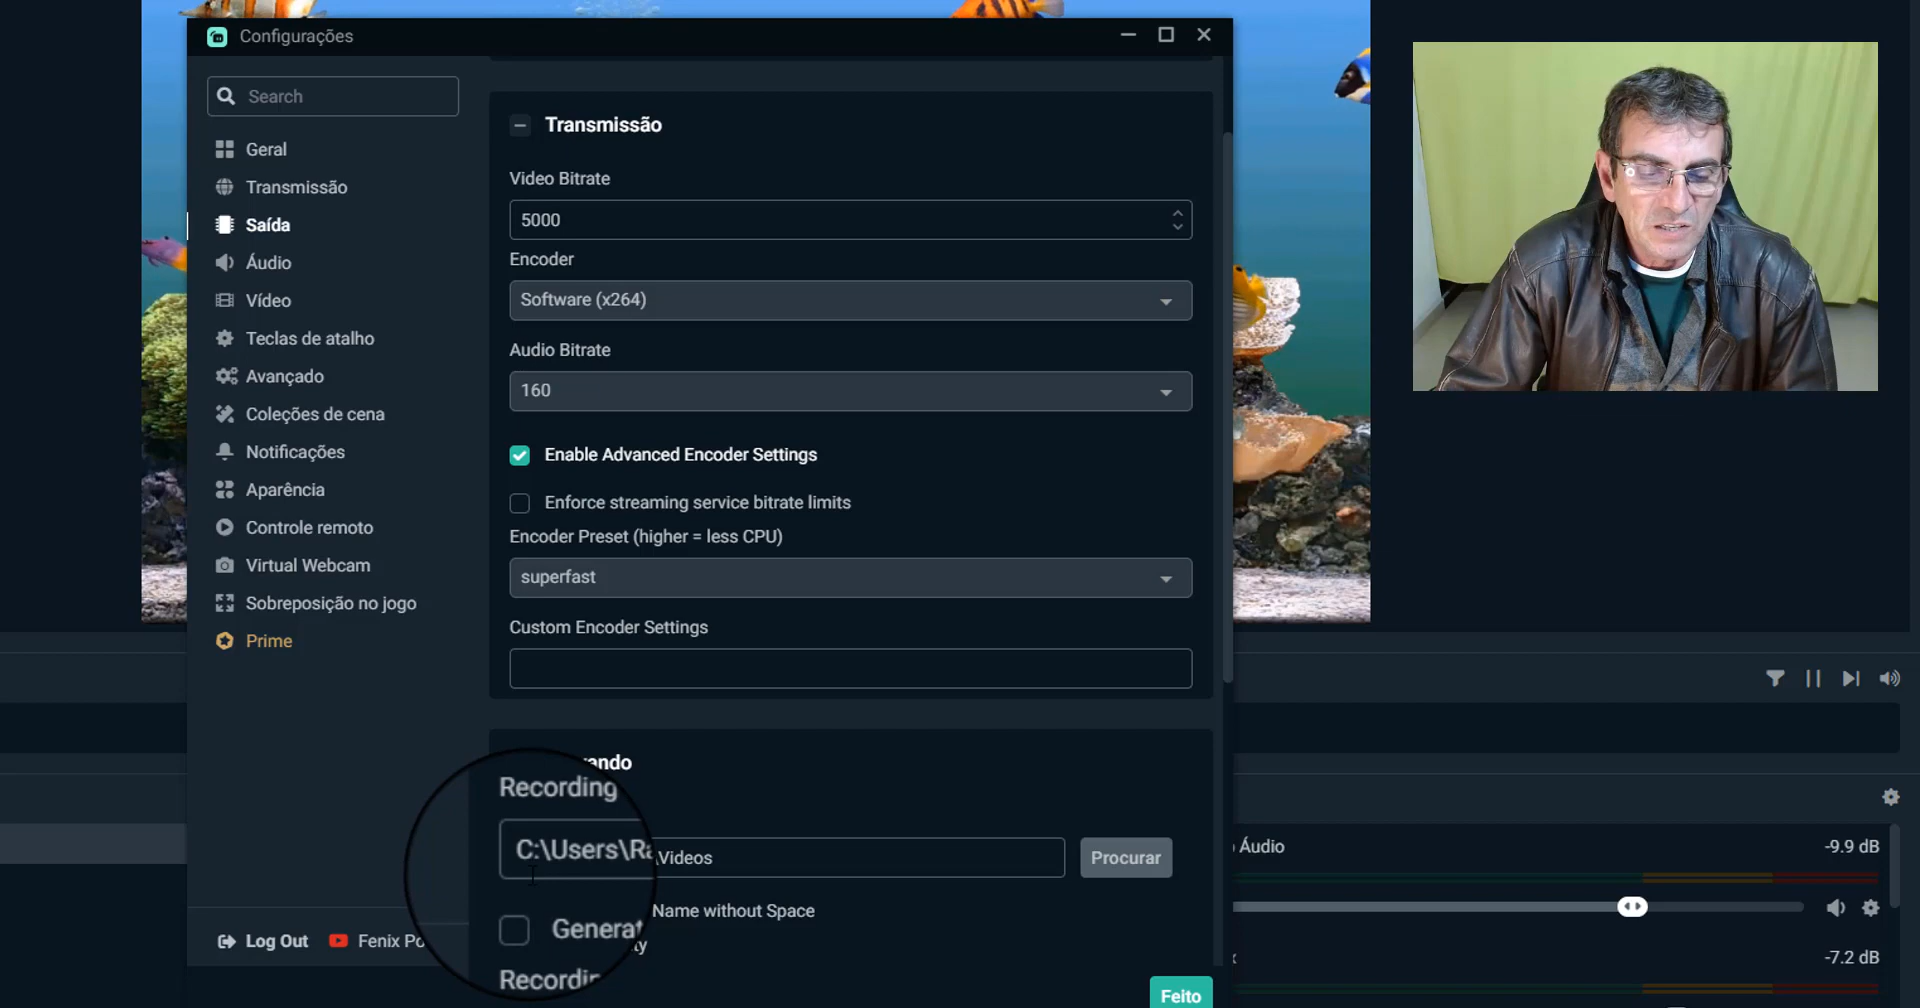 Configurações
Search
Geral
Transmissão
Saída
Áudio
Vídeo
Teclas de atalho
Avançado
Coleções de cena
Notificações
Aparência
Controle remoto
Virtual Webcam
Sobreposição no jogo
Prime
Log Out
Fenix
Transmissão
Video Bitrate
5000
Encoder
Software (x264)
Audio Bitrate
160
Enable Advanced Encoder Settings
Enforce streaming service bitrate limits
Encoder Preset (higher = less CPU)
superfast
Custom Encoder Settings
Recording
C:\Users\Ra \Videos
Procurar
Name without Space
Feito
Áudio
-9.9 dB
-7.2 dB